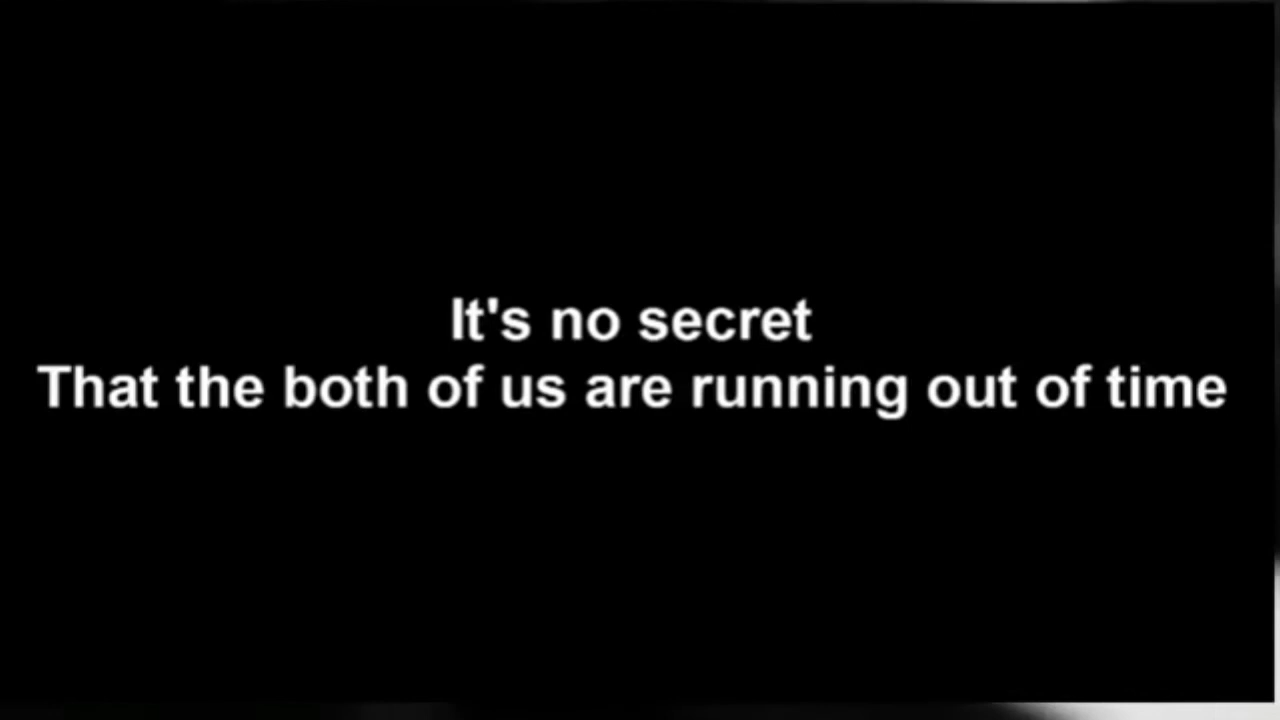 It's no secret
That the both of us are running out of time